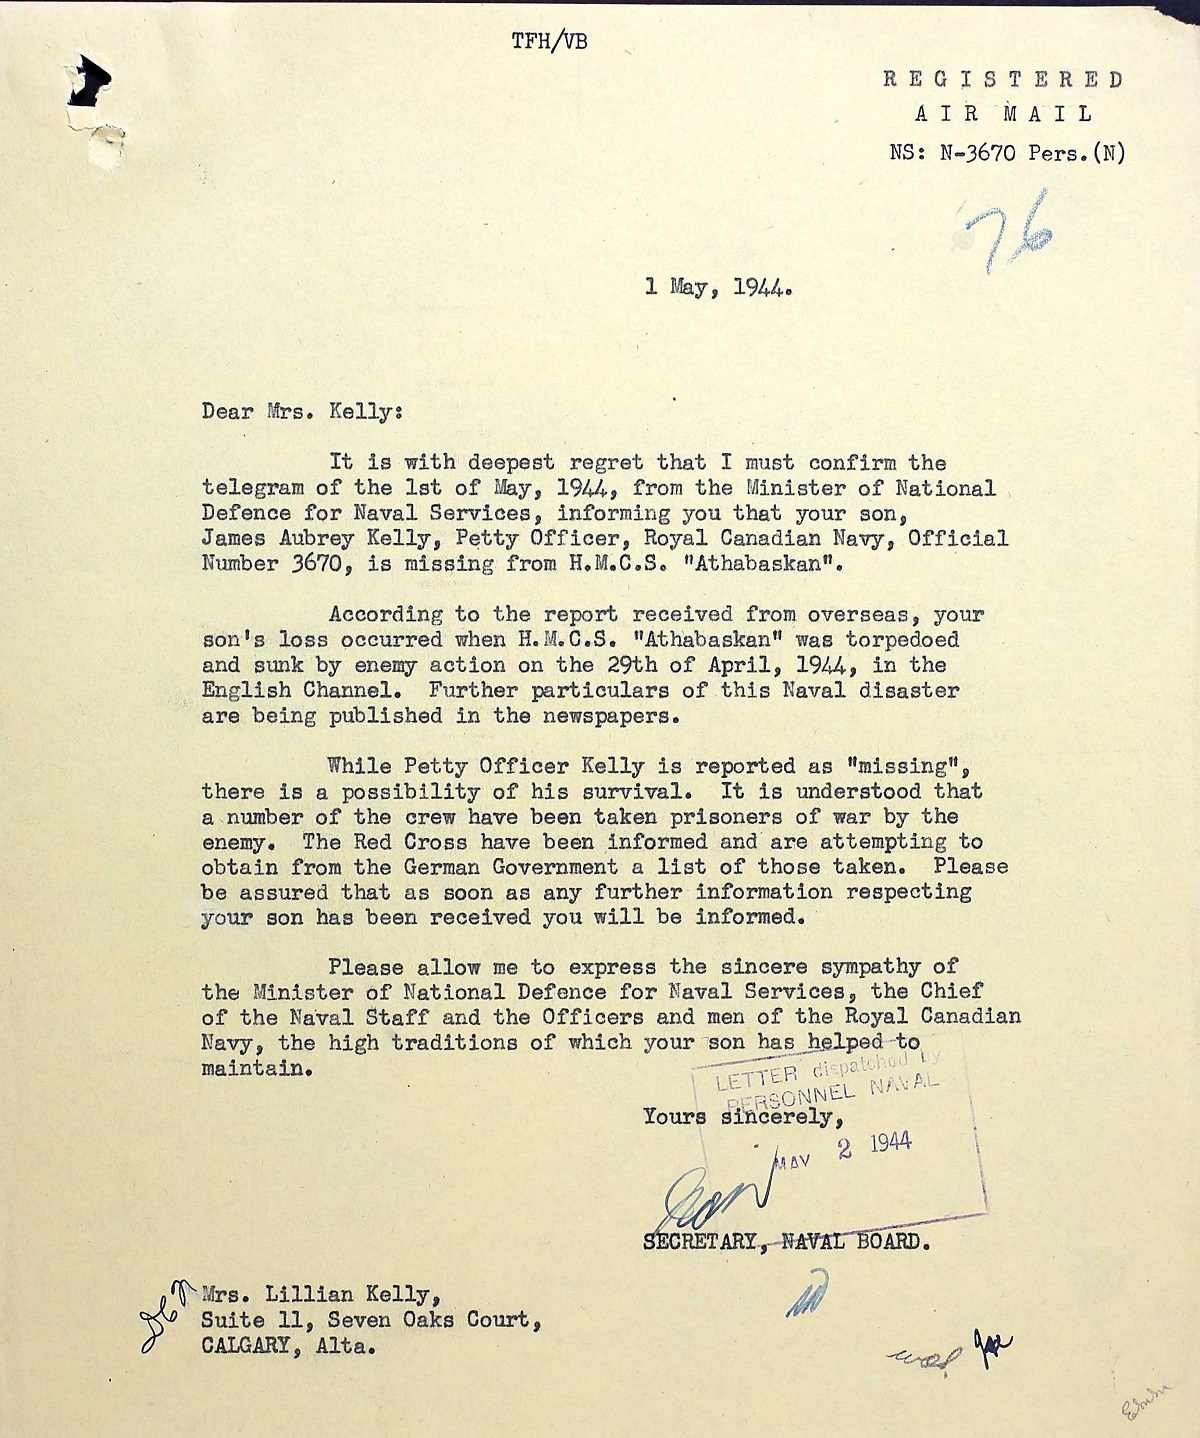 TFH/VB
REGISTERED
AIR MAIL
NS: N-3670 Pers.(N)
76
1 May, 1944.
Dear Mrs. Kelly:
It is with deepest regret that I must confirm the
telegram of the 1st of May, 1944, from the Minister of National
Defence for Naval Services, informing you that your son,
James Aubrey Kelly, Petty Officer, Royal Canadian Navy, Official
Number 3670, is missing from H.M.C.S. "Athabaskan".
According to the report received from overseas, your
son's loss occurred when H.M.C.S. "Athabaskan" was torpedoed
and sunk by enemy action on the 29th of April, 1944, in the
English Channel. Further particulars of this Naval disaster
are being published in the newspapers.
While Petty Officer Kelly is reported as "missing",
there is a possibility of his survival. It is understood that
a number of the crew have been taken prisoners of war by the
enemy. The Red Cross have been informed and are attempting to
obtain from the German Government a list of those taken. Please
be assured that as soon as any further information respecting
your son has been received you will be informed.
Please allow me to express the sincere sympathy of
the Minister of National Defence for Naval Services, the Chief
of the Naval Staff and the Officers and men of the Royal Canadian
Navy, the high traditions of which your son has helped to
maintain.
LETTER dispatched by
PERSONNEL NAVAL
Yours sincerely,
MAY 2 1944
SECRETARY, NAVAL BOARD.
Mrs. Lillian Kelly,
Suite 11, Seven Oaks Court,
CALGARY, Alta.